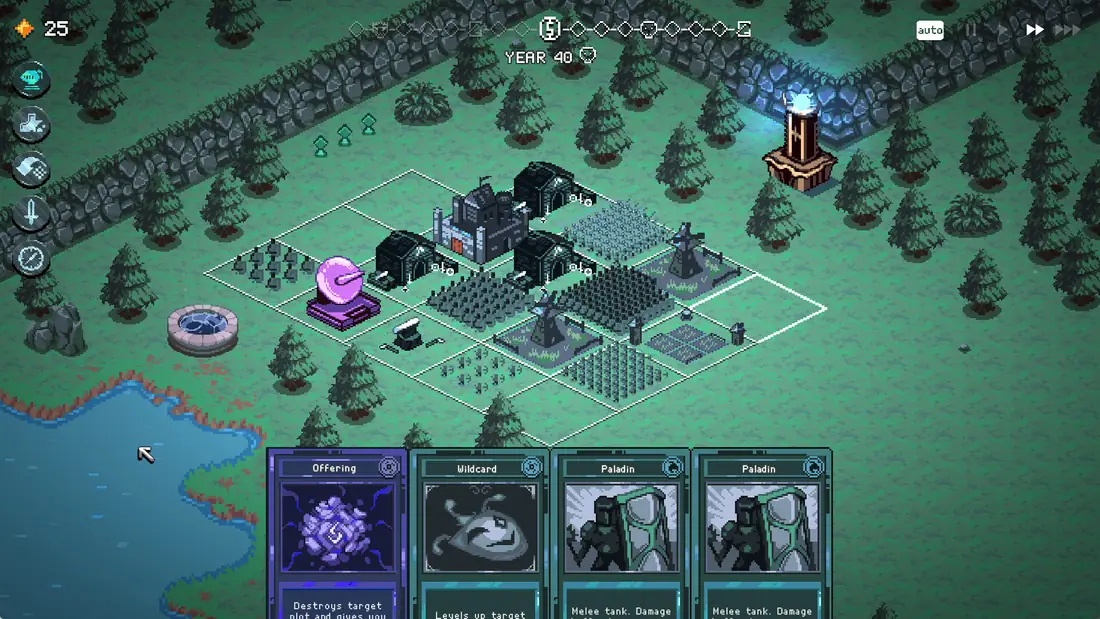 25
auto
YEAR 40
Offering
Wildcard
Paladin
Paladin
Destroys target
plot and gives you
Levels up target
Melee tank. Damage
Melee tank. Damage